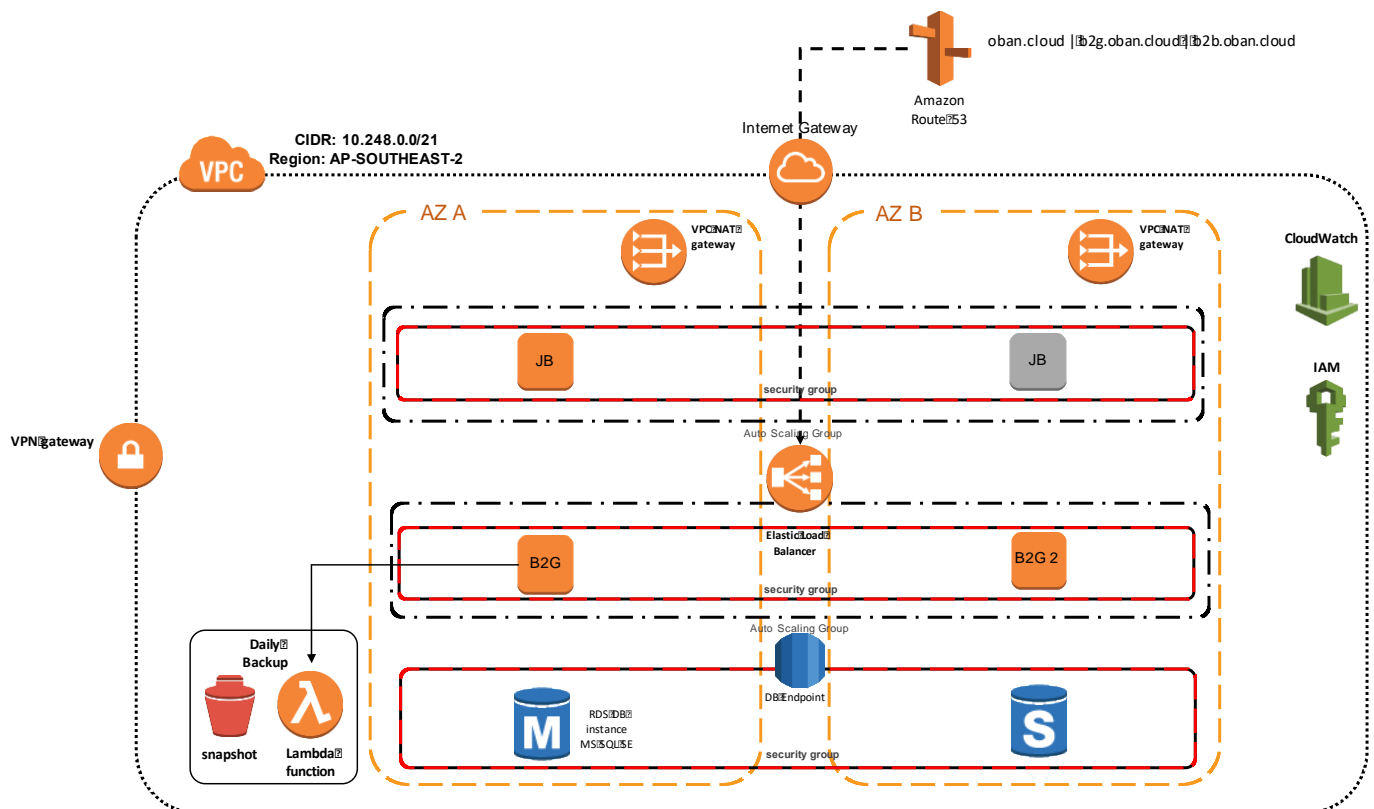 oban.cloud | b2g.oban.cloud | b2b.oban.cloud
Amazon
Route 53
Internet Gateway
CIDR: 10.248.0.0/21
Region: AP-SOUTHEAST-2
VPC
AZ A
VPC NAT
gateway
AZ B
VPC NAT
gateway
CloudWatch
JB
JB
security group
IAM
Auto Scaling Group
VPN gateway
Elastic Load
Balancer
B2G
B2G 2
security group
Auto Scaling Group
Daily
Backup
snapshot
Lambda
function
DB Endpoint
M
RDS DB
instance
MS SQL SE
S
security group